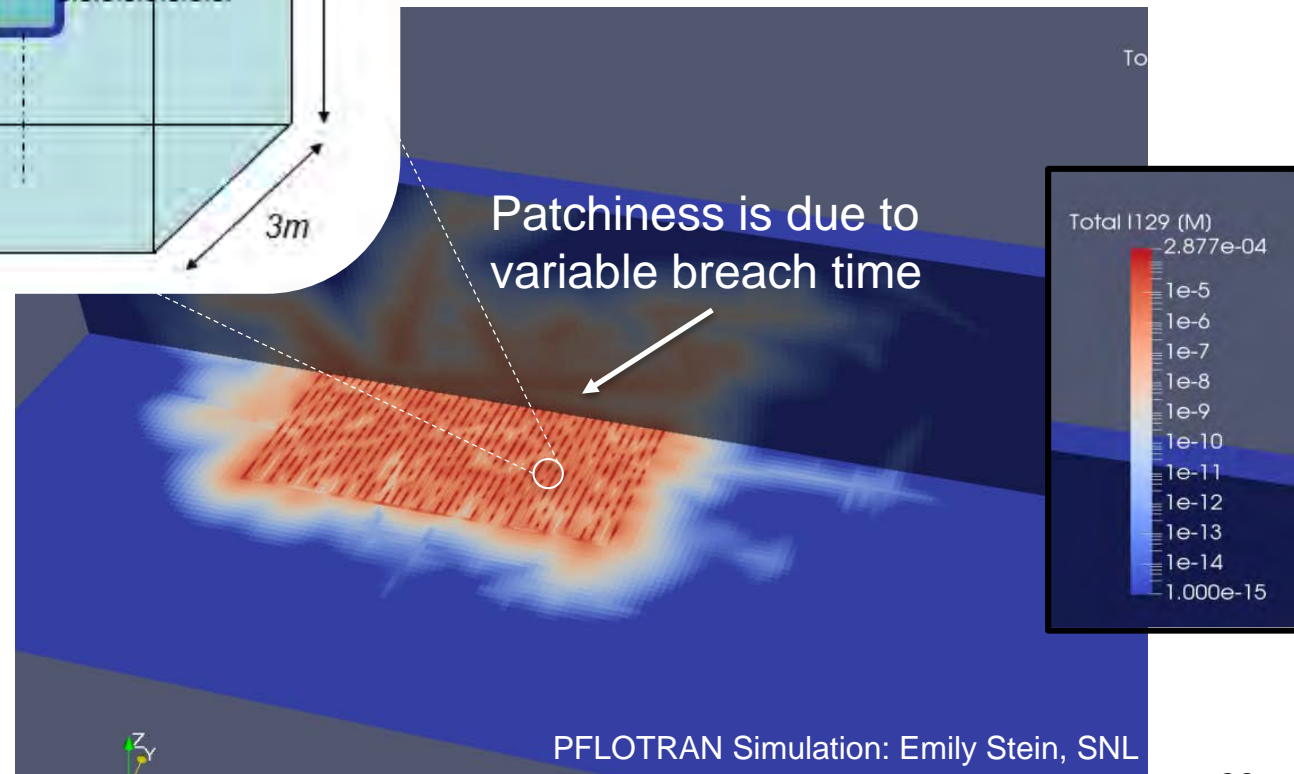 3m
To
Patchiness is due to
variable breach time
Total I129 (M)
2.877e-04
1e-5
1e-6
1e-7
1e-8
1e-9
1e-10
1e-11
1e-12
1e-13
1e-14
1.000e-15
Z
Y
PFLOTRAN Simulation: Emily Stein, SNL